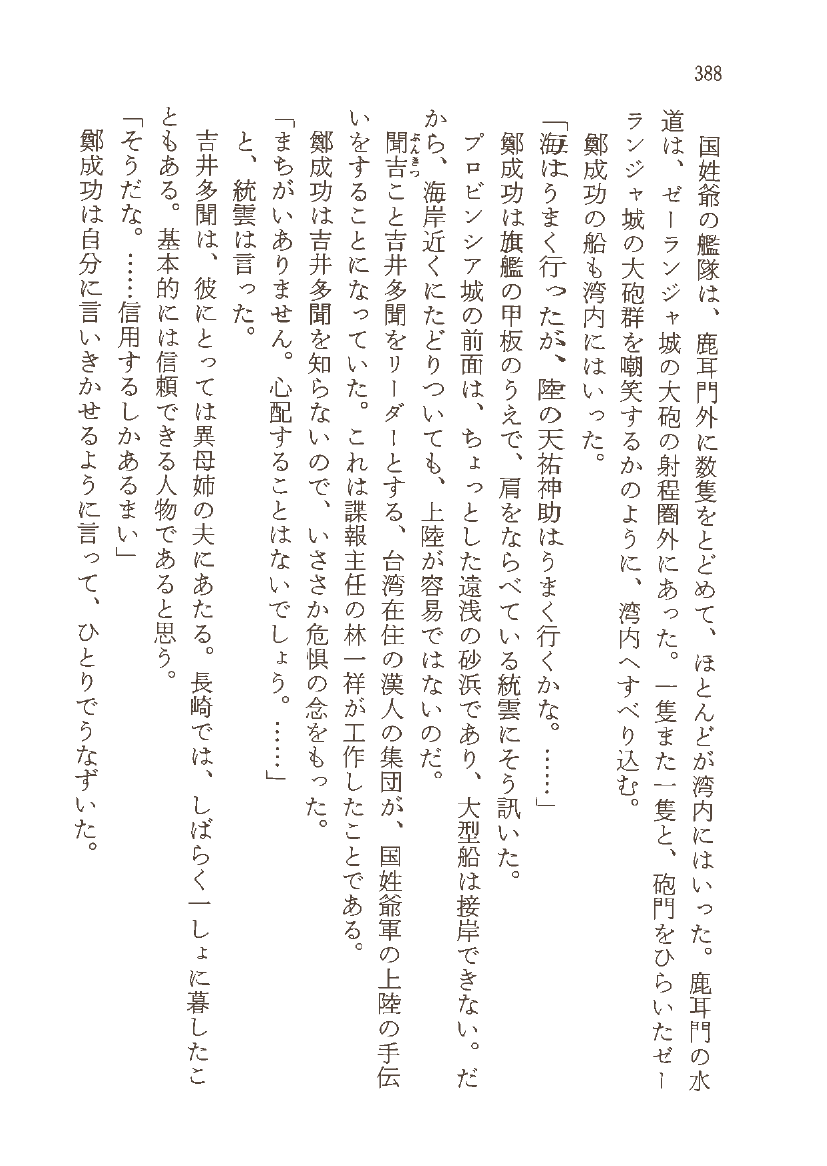 388
国姓爺の艦隊は、鹿耳門外に数隻をとどめて、ほとんどが湾内にはいった。鹿耳門の水
道は、ゼーランジャ城の大砲の射程圏外にあった。一隻また一隻と、砲門をひらいたゼー
ランジャ城の大砲群を嘲笑するかのように、湾内へすべり込む。
鄭成功の船も湾内にはいった。
「海はうまく行ったが、陸の天祐神助はうまく行くかな。……」
鄭成功は旗艦の甲板のうえで、肩をならべている統雲にそう訊いた。
プロビンシア城の前面は、ちょっとした遠浅の砂浜であり、大型船は接岸できない。だ
から、海岸近くにたどりついても、上陸が容易ではないのだ。
聞吉こと吉井多聞をリーダーとする、台湾在住の漢人の集団が、国姓爺軍の上陸の手伝
ぶんきつ
いをすることになっていた。これは諜報主任の林一祥が工作したことである。
鄭成功は吉井多聞を知らないので、いささか危惧の念をもった。
「まちがいありません。心配することはないでしょう。……」
と、統雲は言った。
吉井多聞は、彼にとっては異母姉の夫にあたる。長崎では、しばらく一しょに暮したこ
ともある。基本的には信頼できる人物であると思う。
「そうだな。……信用するしかあるまい」
鄭成功は自分に言いきかせるように言って、ひとりでうなずいた。